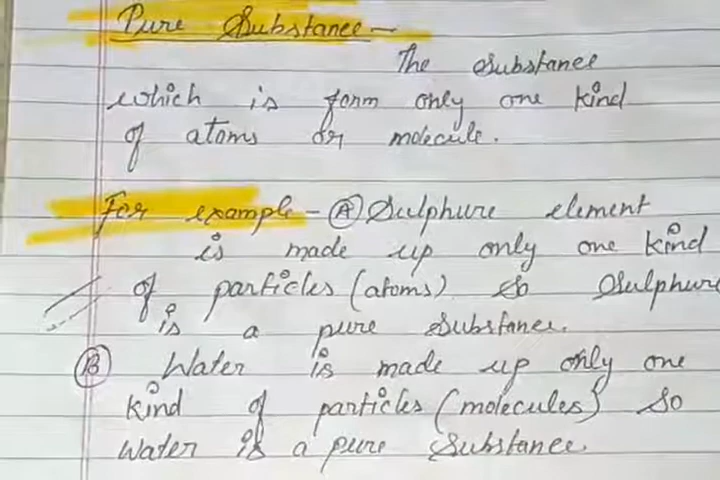 Pure Substance -
The substance
which is form only one kind
of atoms or molecule.
For example - (A) Sulphure element
is made up only one kind
of particles (atoms) so Sulphure
is a pure substance.
(B) Water is made up only one
kind of particles (molecules) so
water is a pure substance.